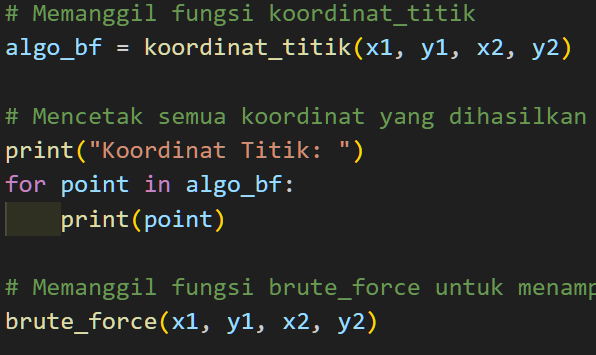 # Memanggil fungsi koordinat_titik
algo_bf = koordinat_titik(x1, y1, x2, y2)
# Mencetak semua koordinat yang dihasilkan
print("Koordinat Titik: ")
for point in algo_bf:
    print(point)
# Memanggil fungsi brute_force untuk
brute_force(x1, y1, x2, y2)